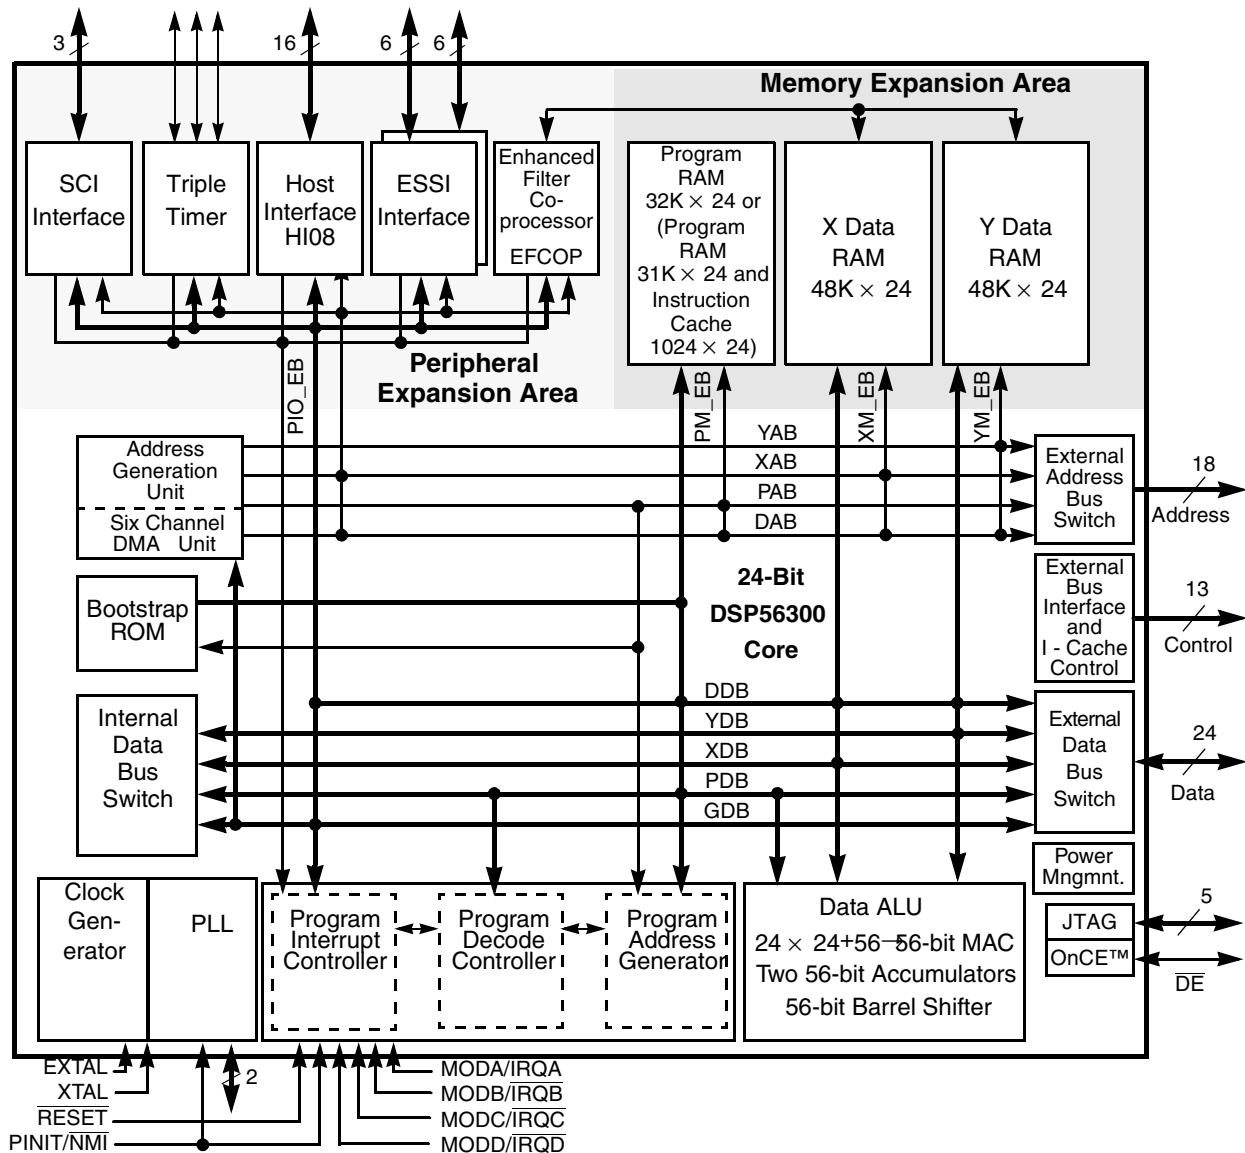 3
16
6
6
Memory Expansion Area
SCI
Interface
Triple
Timer
Host
Interface
HI08
ESSI
Interface
Enhanced
Filter
Co-
processor
EFCOP
Program
RAM
32K × 24 or
(Program
RAM
31K × 24 and
Instruction
Cache
1024 × 24)
X Data
RAM
48K × 24
Y Data
RAM
48K × 24
Peripheral
Expansion Area
PIO_EB
PM_EB
XM_EB
YM_EB
Address
Generation
Unit
Six Channel
DMA Unit
YAB
XAB
PAB
DAB
External
Address
Bus
Switch
18
Address
Bootstrap
ROM
24-Bit
DSP56300
Core
External
Bus
Interface
and
I - Cache
Control
13
Control
Internal
Data
Bus
Switch
DDB
YDB
XDB
PDB
GDB
External
Data
Bus
Switch
24
Data
Power
Mngmnt.
Clock
Gen-
erator
PLL
Program
Interrupt
Controller
Program
Decode
Controller
Program
Address
Generator
Data ALU
24 × 24+56→56-bit MAC
Two 56-bit Accumulators
56-bit Barrel Shifter
JTAG
OnCE™
5
DE
EXTAL
XTAL
RESET
PINIT/NMI
2
MODA/IRQA
MODB/IRQB
MODC/IRQC
MODD/IRQD